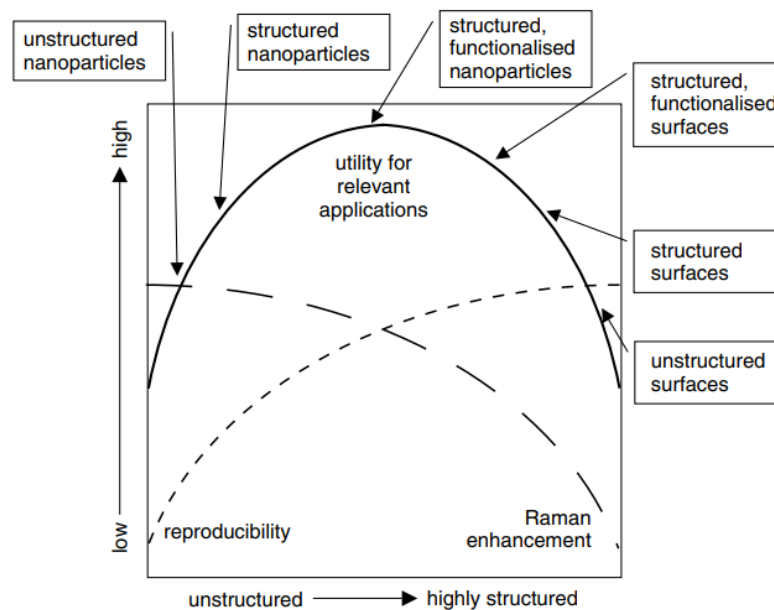 unstructured
nanoparticles
structured
nanoparticles
structured,
functionalised
nanoparticles
structured,
functionalised
surfaces
high
utility for
relevant
applications
structured
surfaces
unstructured
surfaces
low
reproducibility
Raman
enhancement
unstructured
highly structured